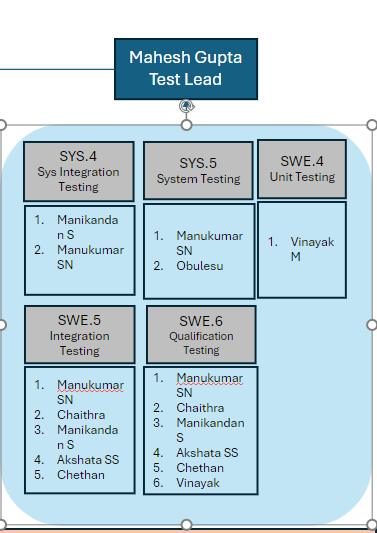 Mahesh Gupta
Test Lead
SYS.4
Sys Integration
Testing
1. Manikanda
n S
2. Manukumar
SN
SYS.5
System Testing
1. Manukumar
SN
2. Obulesu
SWE.4
Unit Testing
1. Vinayak
M
SWE.5
Integration
Testing
1. Manukumar
SN
2. Chaithra
3. Manikanda
n S
4. Akshata SS
5. Chethan
SWE.6
Qualification
Testing
1. Manukumar
SN
2. Chaithra
3. Manikandan
S
4. Akshata SS
5. Chethan
6. Vinayak